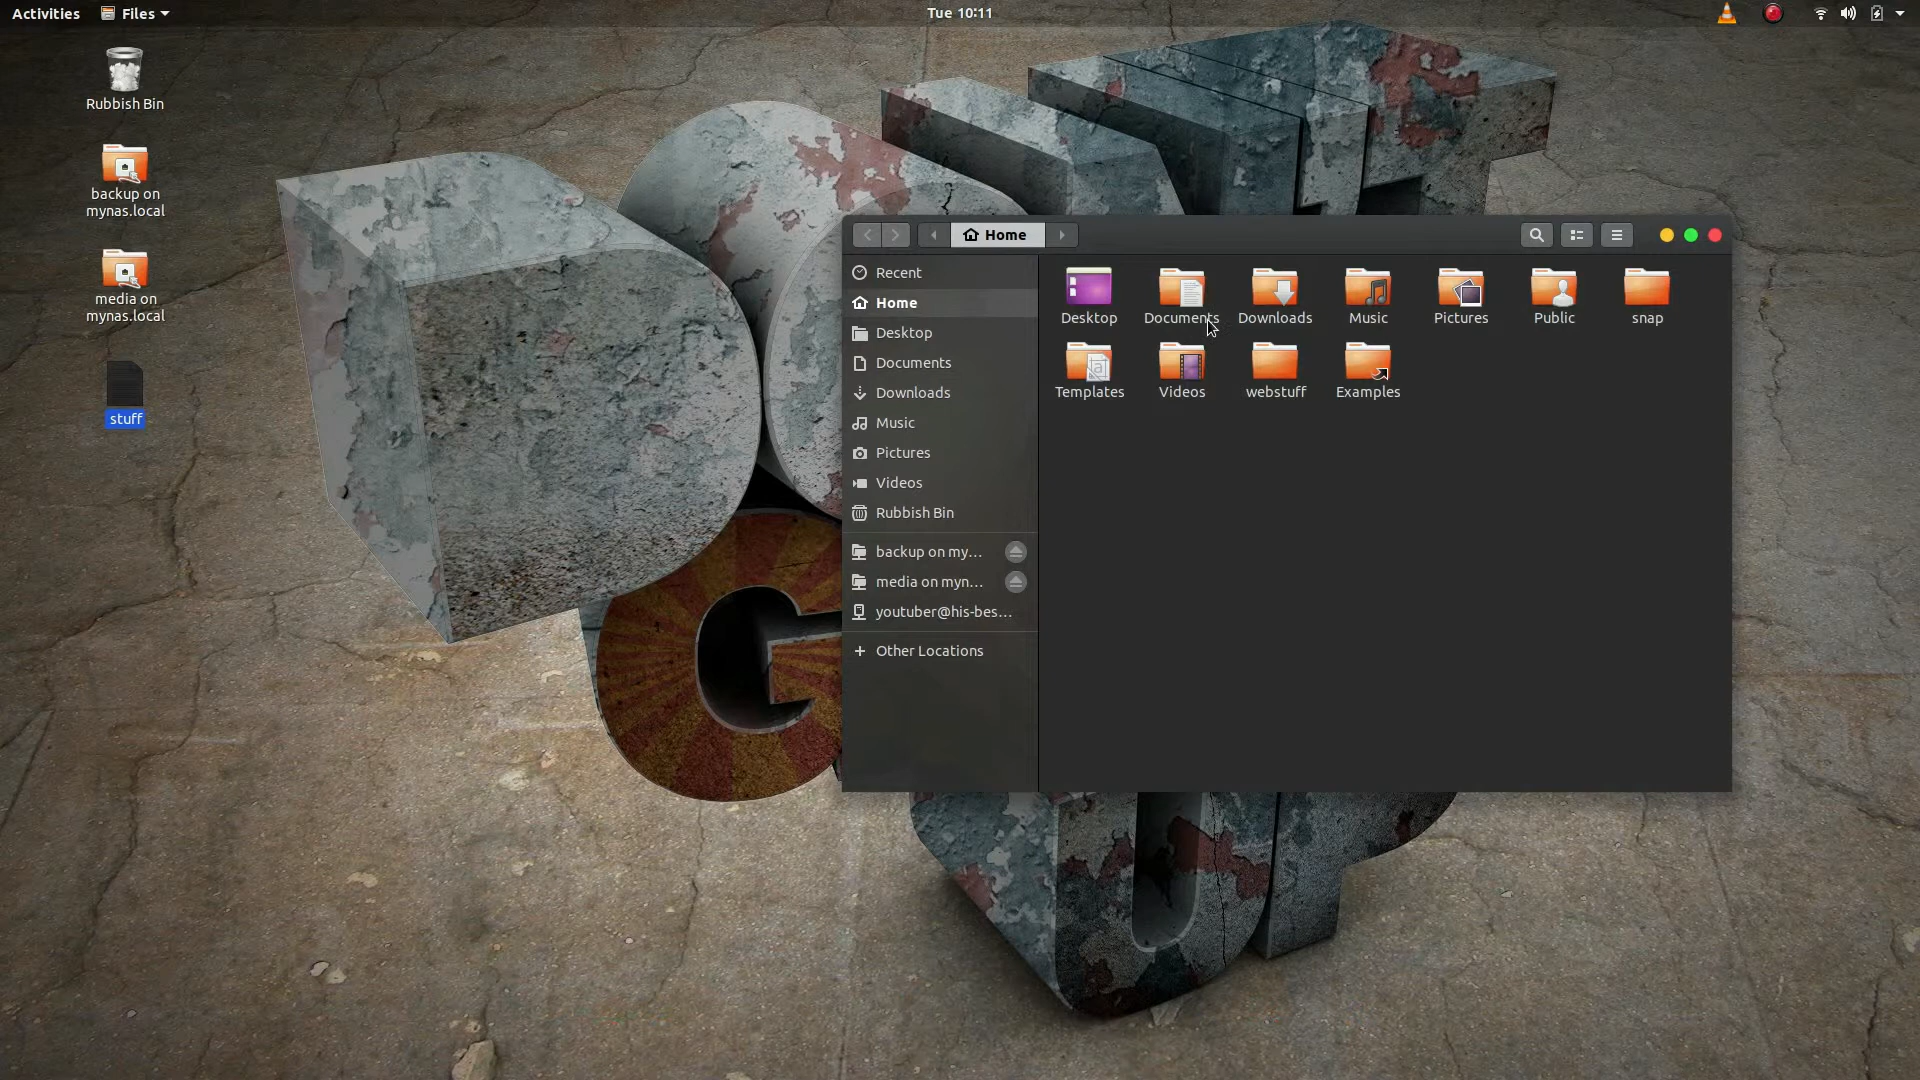 Activities
Files
Tue 10:11
Rubbish Bin
backup on
mynas.local
media on
mynas.local
stuff
Home
Recent
Home
Desktop
Documents
Downloads
Music
Pictures
Videos
Rubbish Bin
backup on my...
media on myn...
youtuber@his-bes...
Other Locations
Desktop
Documents
Downloads
Music
Pictures
Public
snap
Templates
Videos
webstuff
Examples